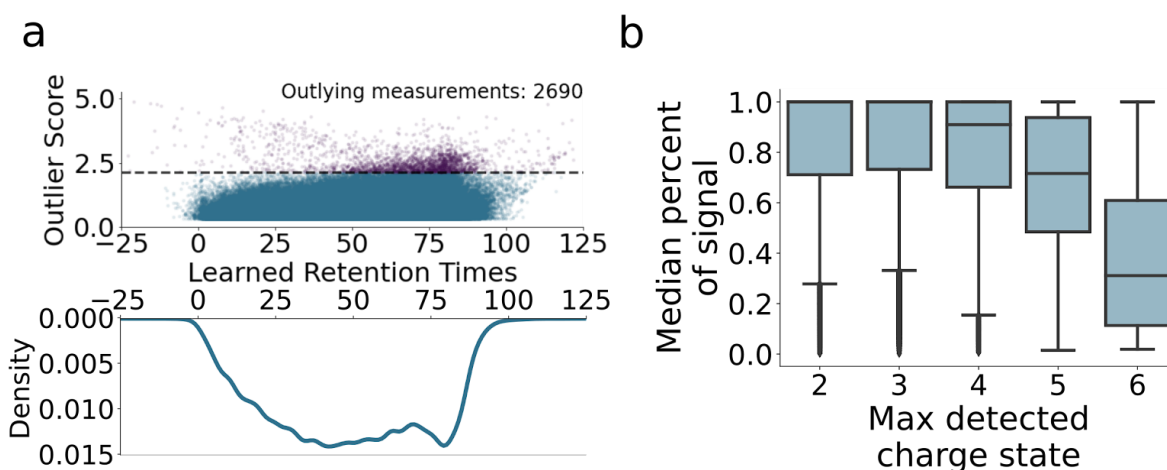 a
Outlier Score
Outlying measurements: 2690
5.0
2.5
0.0
−25 0 25 50 75 100 125
Learned Retention Times
−25 0 25 50 75 100 125
Density
0.000
0.005
0.010
0.015
b
Median percent
of signal
1.0
0.8
0.6
0.4
0.2
0.0
2 3 4 5 6
Max detected
charge state